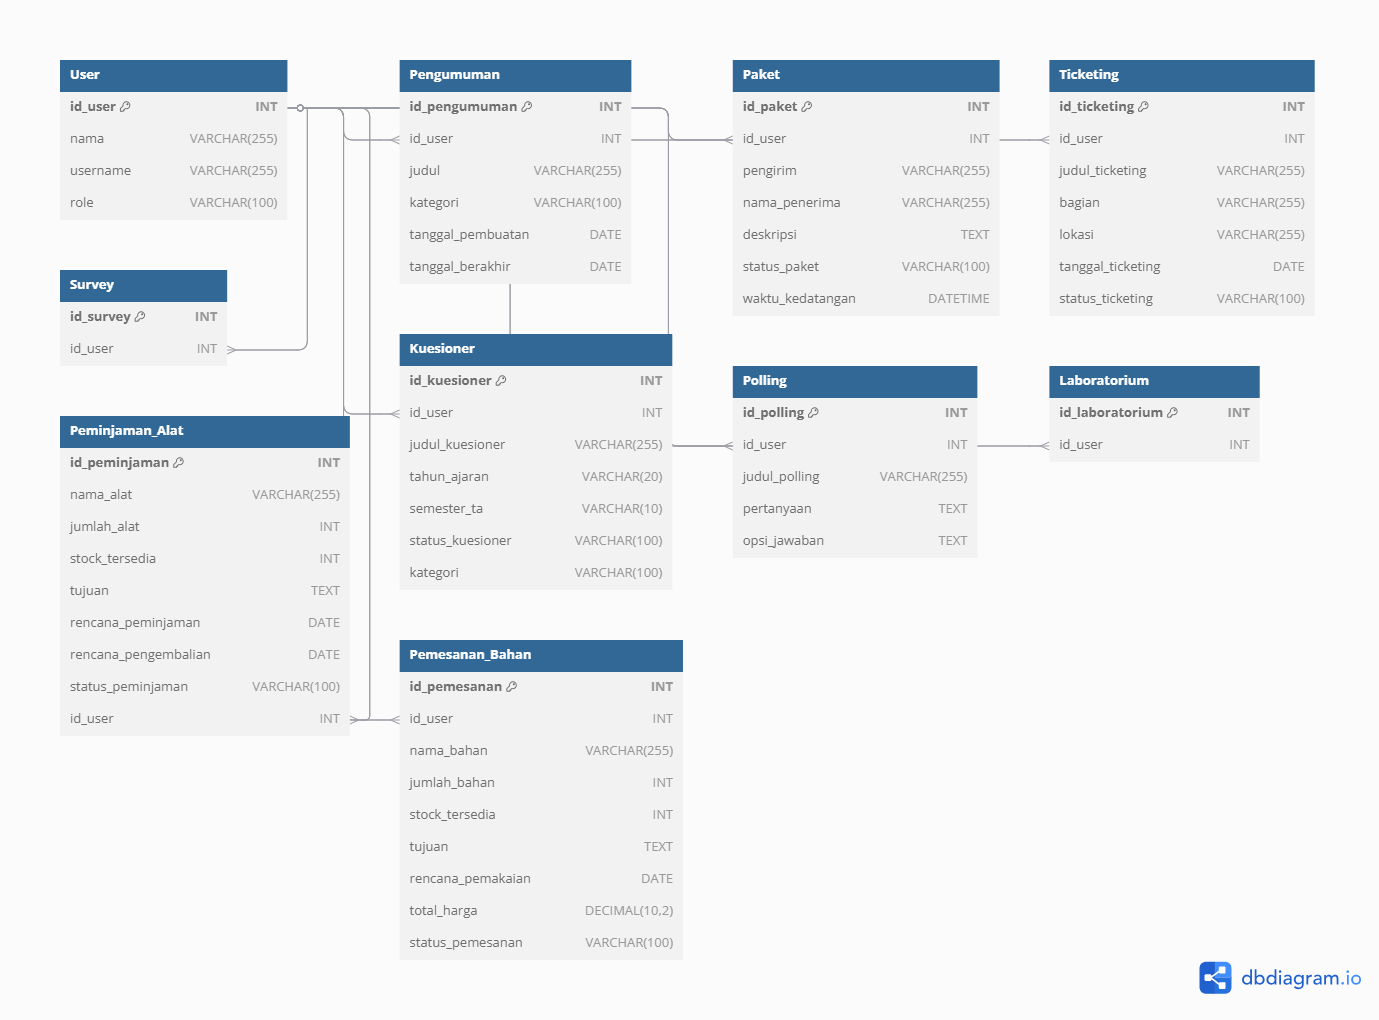 User
id_user INT
nama VARCHAR(255)
username VARCHAR(255)
role VARCHAR(100)
Survey
id_survey INT
id_user INT
Peminjaman_Alat
id_peminjaman INT
nama_alat VARCHAR(255)
jumlah_alat INT
stock_tersedia INT
tujuan TEXT
rencana_peminjaman DATE
rencana_pengembalian DATE
status_peminjaman VARCHAR(100)
id_user INT
Pengumuman
id_pengumuman INT
id_user INT
judul VARCHAR(255)
kategori VARCHAR(100)
tanggal_pembuatan DATE
tanggal_berakhir DATE
Kuesioner
id_kuesioner INT
id_user INT
judul_kuesioner VARCHAR(255)
tahun_ajaran VARCHAR(20)
semester_ta VARCHAR(10)
status_kuesioner VARCHAR(100)
kategori VARCHAR(100)
Pemesanan_Bahan
id_pemesanan INT
id_user INT
nama_bahan VARCHAR(255)
jumlah_bahan INT
stock_tersedia INT
tujuan TEXT
rencana_pemakaian DATE
total_harga DECIMAL(10,2)
status_pemesanan VARCHAR(100)
Paket
id_paket INT
id_user INT
pengirim VARCHAR(255)
nama_penerima VARCHAR(255)
deskripsi TEXT
status_paket VARCHAR(100)
waktu_kedatangan DATETIME
Polling
id_polling INT
id_user INT
judul_polling VARCHAR(255)
pertanyaan TEXT
opsi_jawaban TEXT
Ticketing
id_ticketing INT
id_user INT
judul_ticketing VARCHAR(255)
bagian VARCHAR(255)
lokasi VARCHAR(255)
tanggal_ticketing DATE
status_ticketing VARCHAR(100)
Laboratorium
id_laboratorium INT
id_user INT
dbdiagram.io